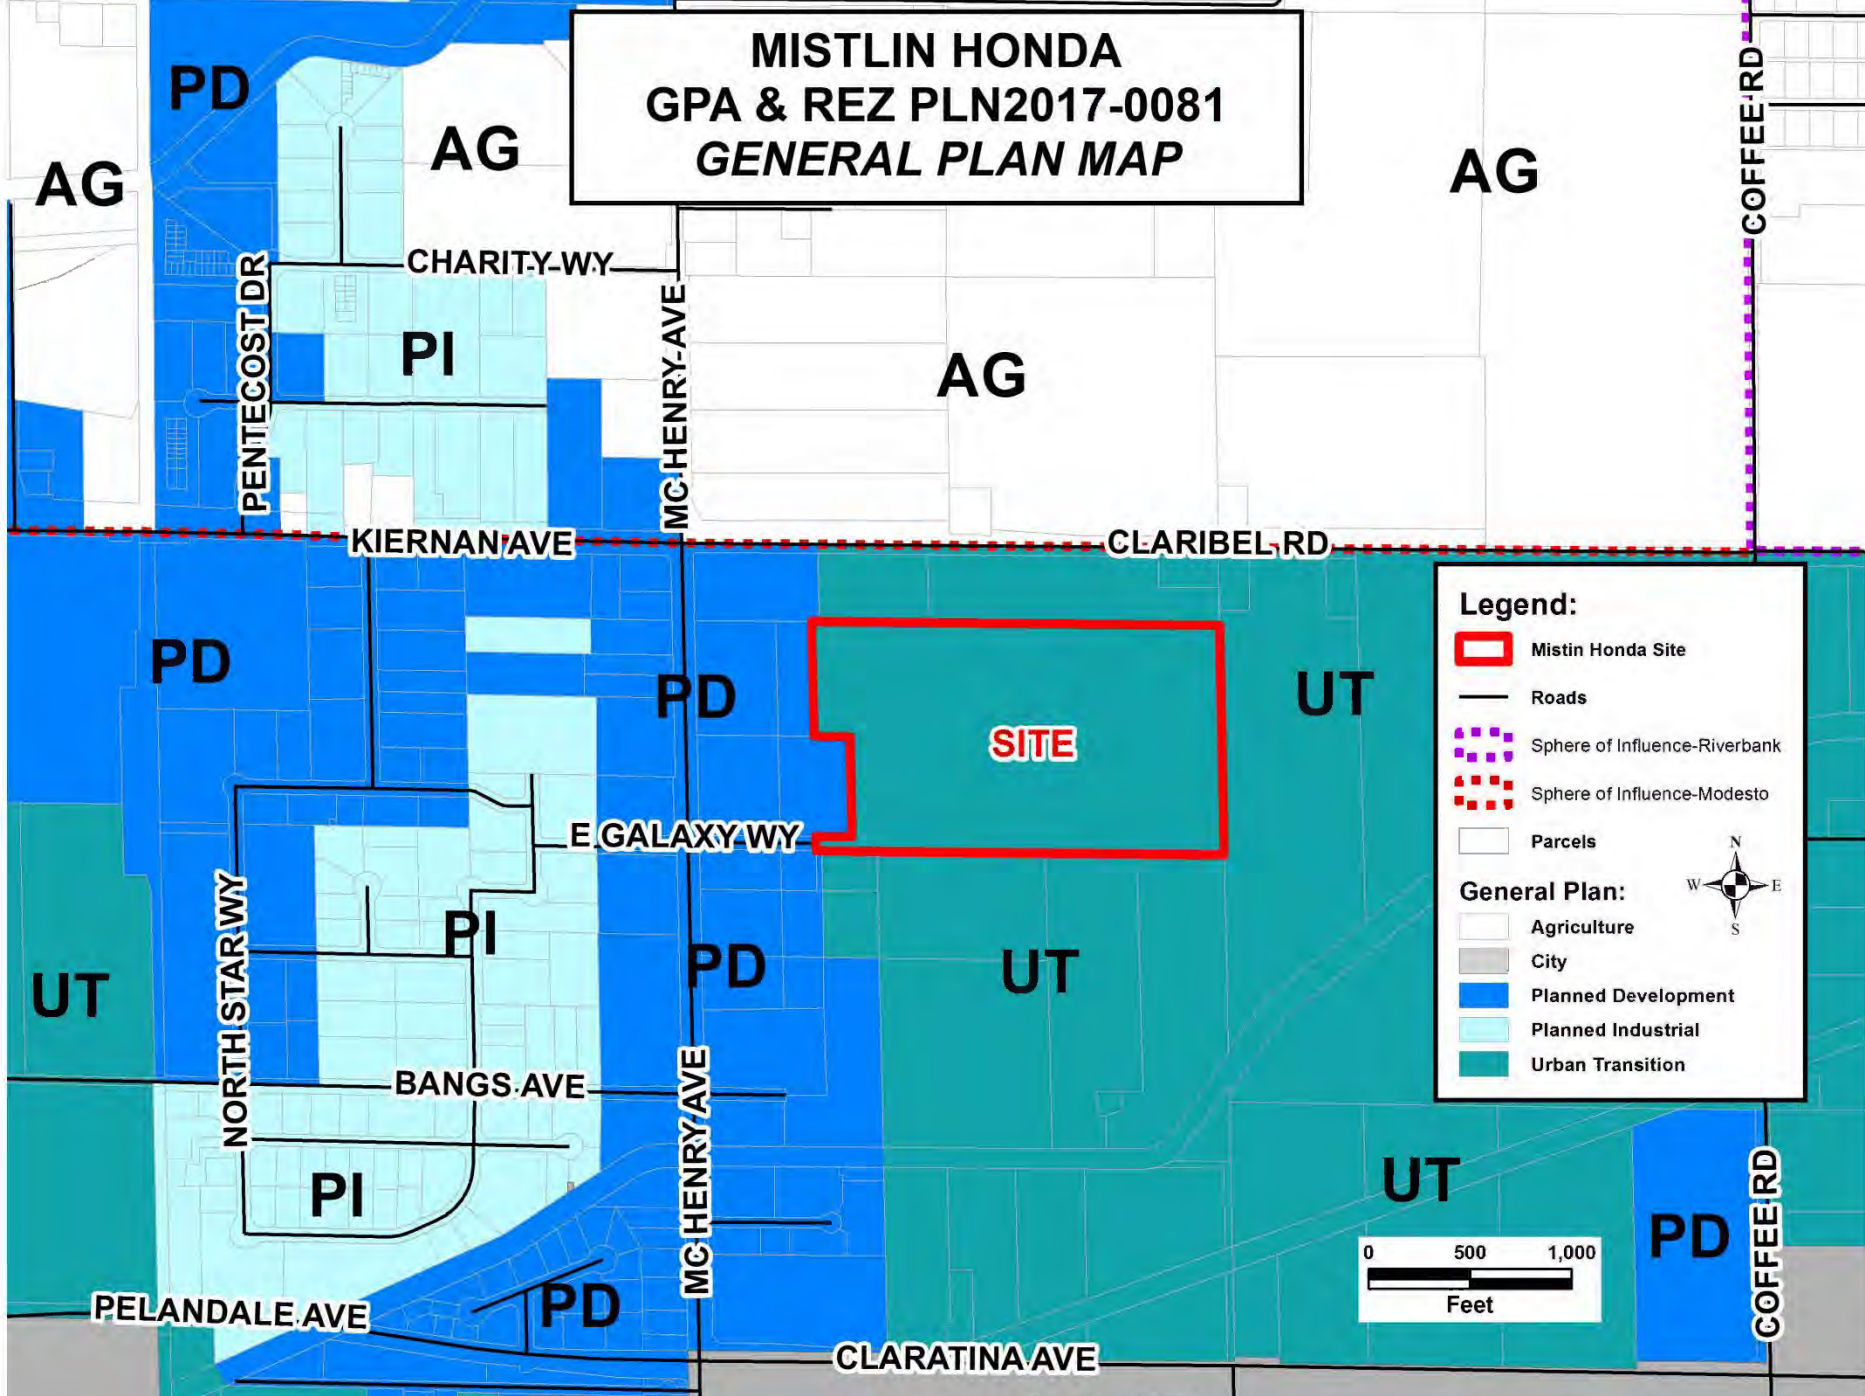 MISTLIN HONDA
GPA & REZ PLN2017-0081
GENERAL PLAN MAP
PD
AG
AG
AG
COFFEE RD
CHARITY WY
PENTECOST DR
PI
MC HENRY AVE
AG
KIERNAN AVE
CLARIBEL RD
PD
PD
SITE
UT
E GALAXY WY
NORTH STAR WY
PI
PD
UT
UT
BANGS AVE
MC HENRY AVE
PI
UT
PD
COFFEE RD
PELANDALE AVE
PD
CLARATINA AVE
Legend:
Mistin Honda Site
Roads
Sphere of Influence-Riverbank
Sphere of Influence-Modesto
Parcels
N
W E
S
General Plan:
Agriculture
City
Planned Development
Planned Industrial
Urban Transition
0 500 1,000
Feet